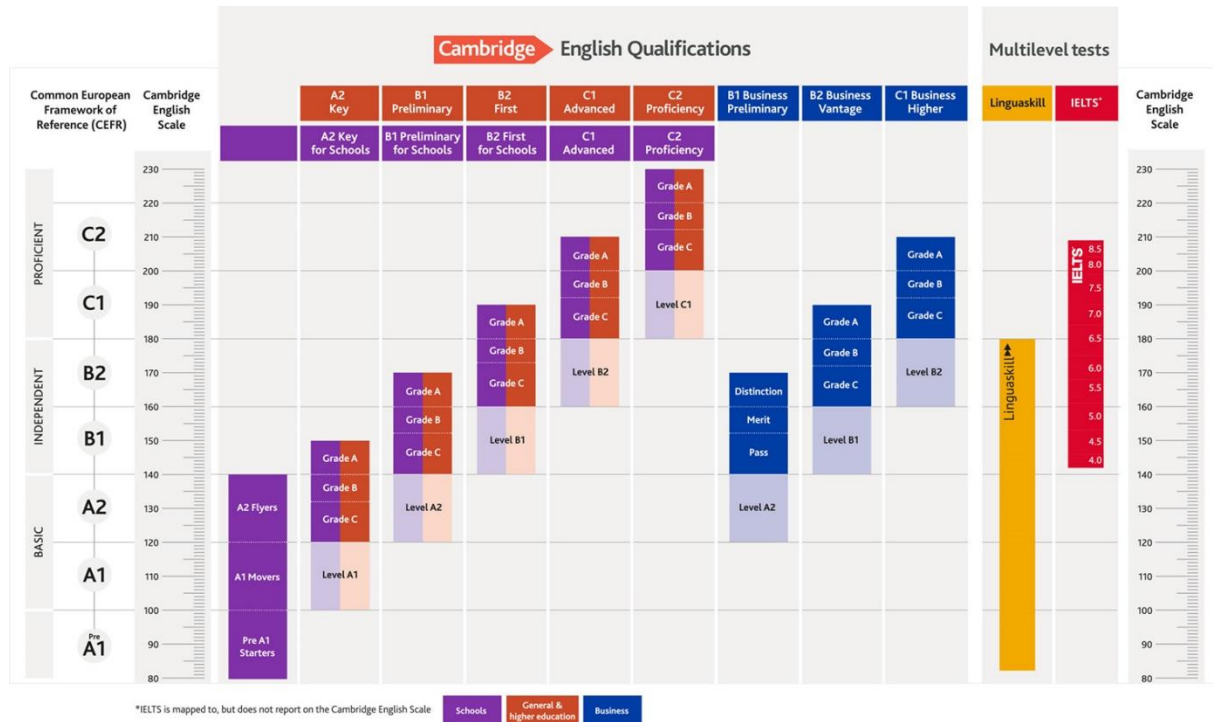 Cambridge English Qualifications
Multilevel tests
Common European
Framework of
Reference (CEFR)
Cambridge
English
Scale
A2
Key
B1
Preliminary
B2
First
C1
Advanced
C2
Proficiency
B1 Business
Preliminary
B2 Business
Vantage
C1 Business
Higher
Linguaskill
IELTS*
Cambridge
English
Scale
A2 Key
for Schools
B1 Preliminary
for Schools
B2 First
for Schools
C1
Advanced
C2
Proficiency
PROFICIENT
INDEPENDENT
BASIC
C2
C1
B2
B1
A2
A1
Pre
A1
230
220
210
200
190
180
170
160
150
140
130
120
110
100
90
80
A2 Flyers
A1 Movers
Pre A1
Starters
Grade A
Grade B
Grade C
Level A1
Grade A
Grade B
Grade C
Level A2
Grade A
Grade B
Grade C
Level B1
Grade A
Grade B
Grade C
Level B2
Grade A
Grade B
Grade C
Level C1
Distinction
Merit
Pass
Level A2
Grade A
Grade B
Grade C
Level B1
Grade A
Grade B
Grade C
Level B2
Linguaskill
IELTS
8.5
8.0
7.5
7.0
6.5
6.0
5.5
5.0
4.5
4.0
230
220
210
200
190
180
170
160
150
140
130
120
110
100
90
80
*IELTS is mapped to, but does not report on the Cambridge English Scale
Schools
General &
higher education
Business